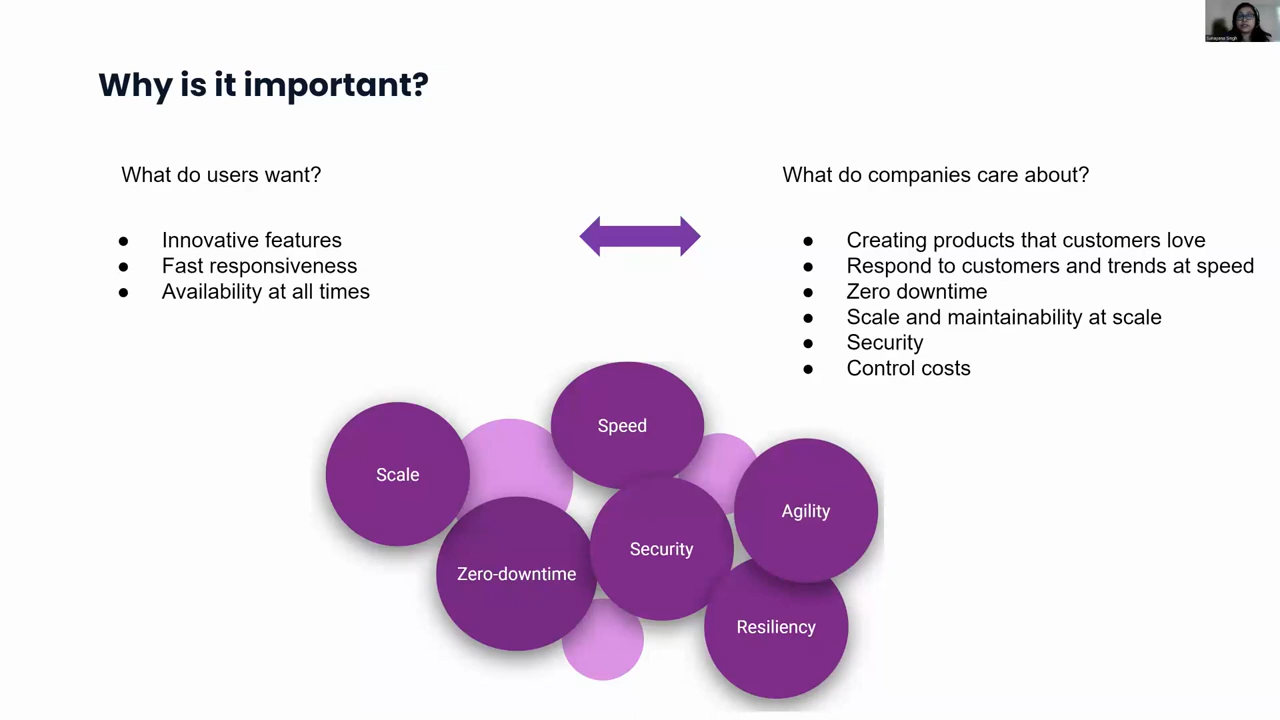 Why is it important?
What do users want?
● Innovative features
● Fast responsiveness
● Availability at all times
What do companies care about?
● Creating products that customers love
● Respond to customers and trends at speed
● Zero downtime
● Scale and maintainability at scale
● Security
● Control costs
Scale
Speed
Agility
Zero-downtime
Security
Resiliency